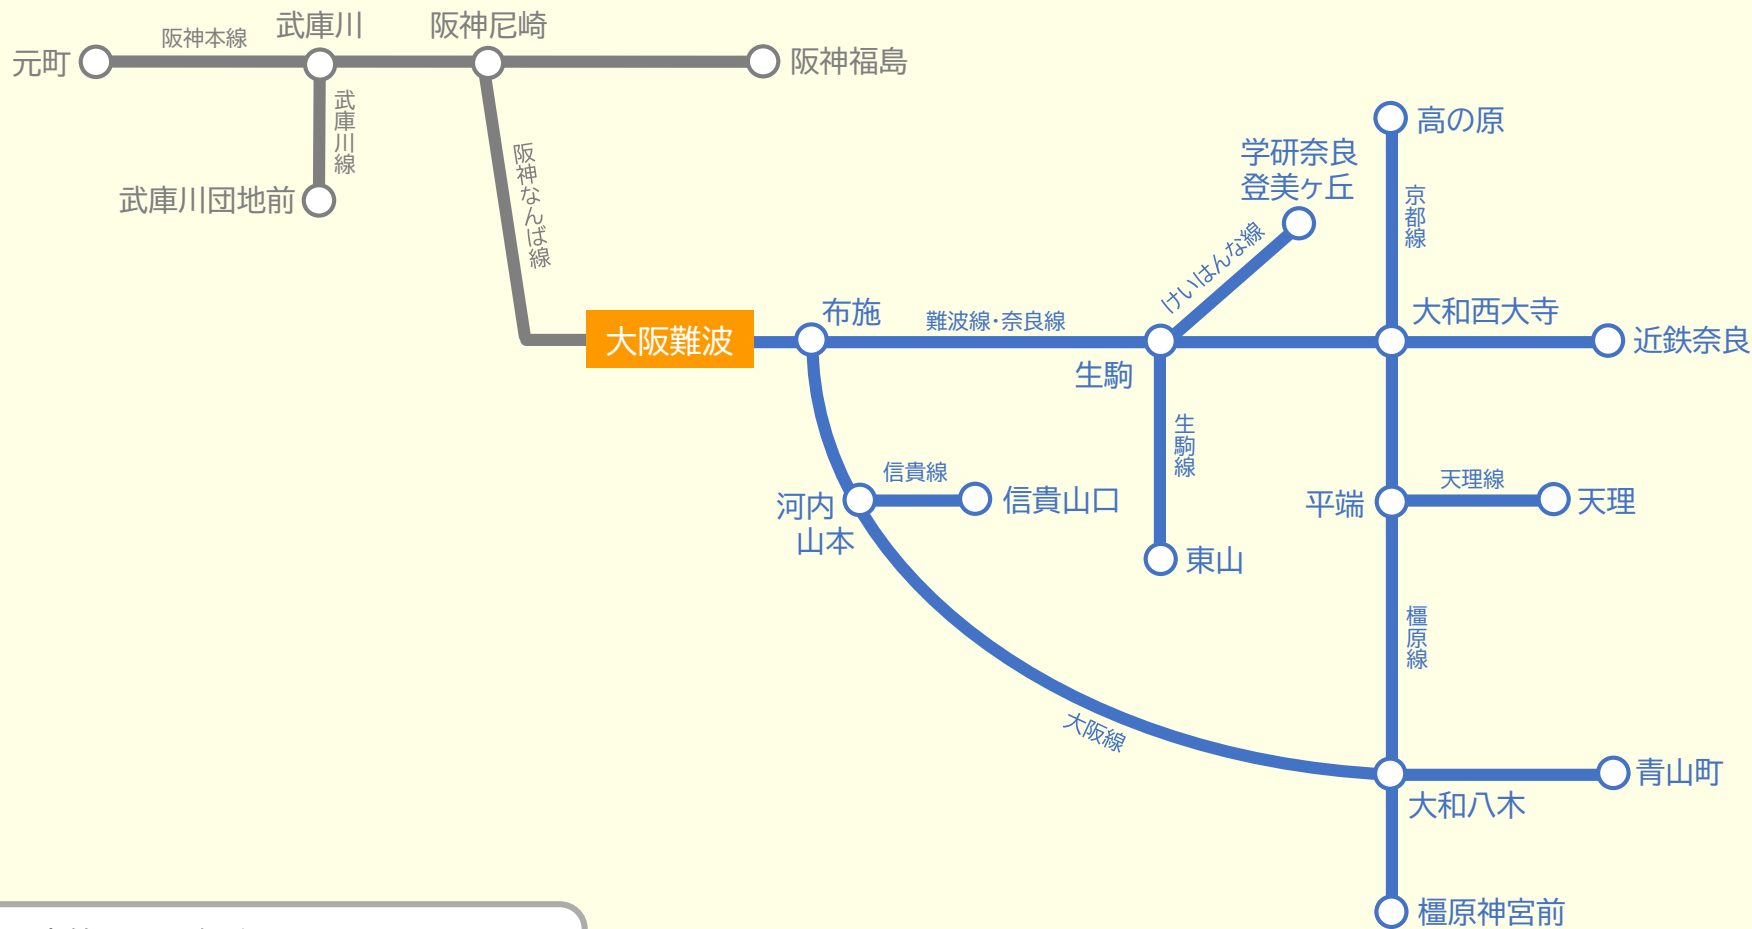 元町
阪神本線
武庫川
阪神尼崎
阪神福島
武庫川線
武庫川団地前
阪神なんば線
大阪難波
布施
難波線・奈良線
生駒
けいはんな線
学研奈良
登美ヶ丘
高の原
京都線
大和西大寺
近鉄奈良
生駒線
東山
河内
山本
信貴線
信貴山口
平端
天理線
天理
橿原線
大阪線
大和八木
青山町
橿原神宮前